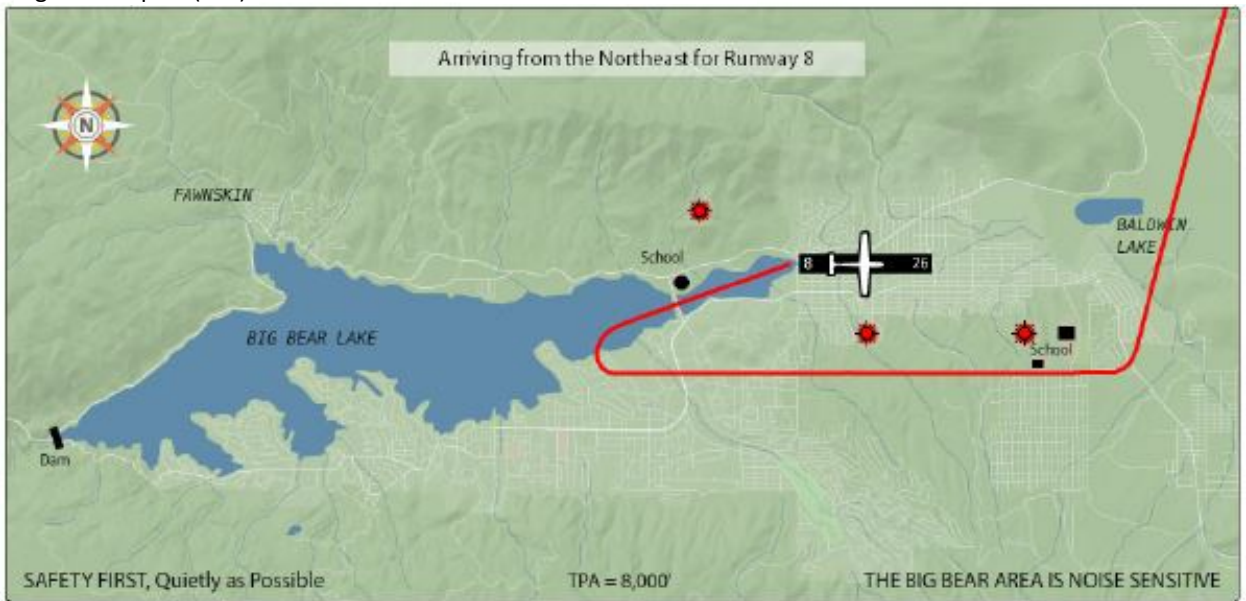 Arriving from the Northeast for Runway 8
N
FAWNSKIN
BALDWIN
LAKE
School
8 26
BIG BEAR LAKE
School
Dam
SAFETY FIRST, Quietly as Possible TPA = 8,000' THE BIG BEAR AREA IS NOISE SENSITIVE